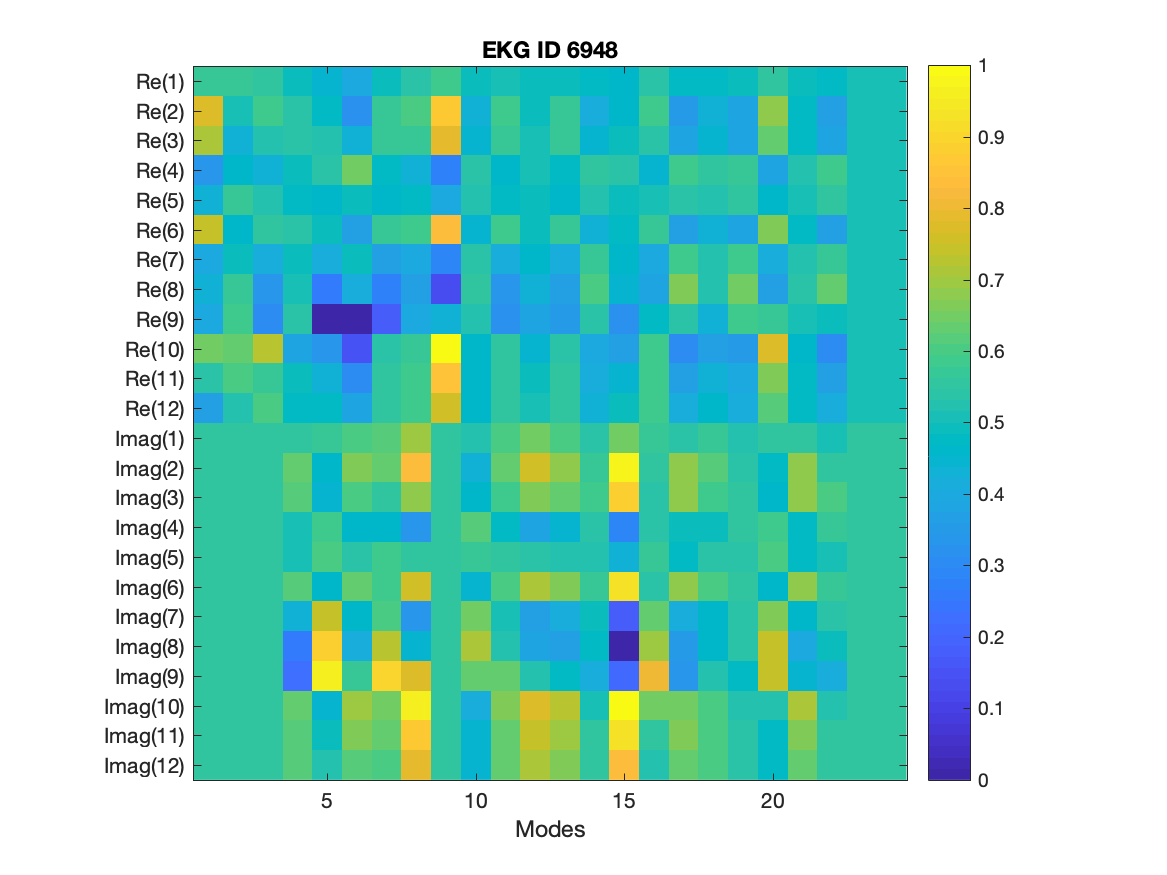 EKG ID 6948
Re(1)
Re(2)
Re(3)
Re(4)
Re(5)
Re(6)
Re(7)
Re(8)
Re(9)
Re(10)
Re(11)
Re(12)
Imag(1)
Imag(2)
Imag(3)
Imag(4)
Imag(5)
Imag(6)
Imag(7)
Imag(8)
Imag(9)
Imag(10)
Imag(11)
Imag(12)
5 10 15 20
Modes
1
0.9
0.8
0.7
0.6
0.5
0.4
0.3
0.2
0.1
0